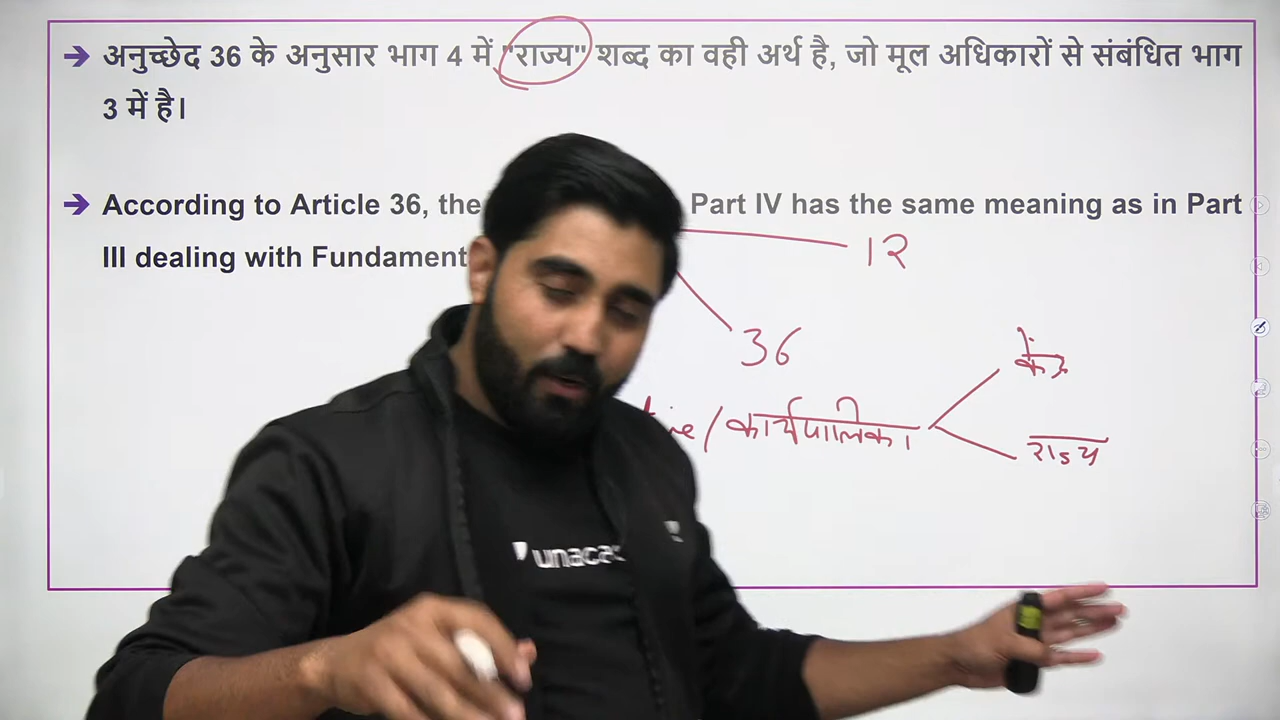 ➔ अनुच्छेद 36 के अनुसार भाग 4 में "राज्य" शब्द का वही अर्थ है, जो मूल अधिकारों से संबंधित भाग
3 में है।
➔ According to Article 36, the Part IV has the same meaning as in Part
III dealing with Fundament
12
36
केंद्र
/कार्यपालिका
राज्य
unacad